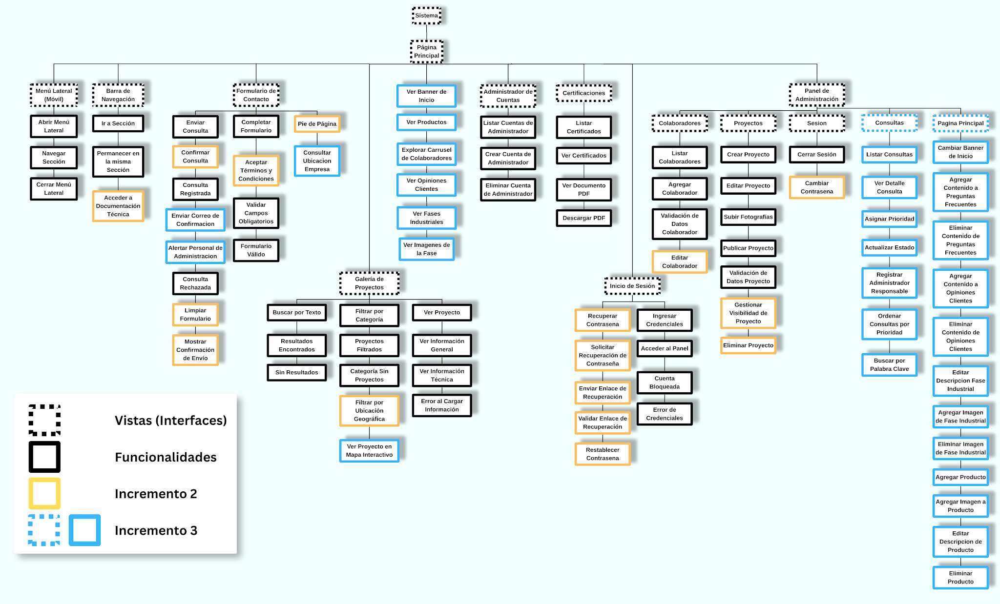 Sistema
Página
Principal
Menú Lateral
(Móvil)
Abrir Menú
Lateral
Navegar
Sección
Cerrar Menú
Lateral
Barra de
Navegación
Ir a Sección
Permanecer en
la misma
Sección
Acceder a
Documentación
Técnica
Formulario de
Contacto
Enviar
Consulta
Confirmar
Consulta
Consulta
Registrada
Enviar Correo de
Confirmacion
Alertar Personal de
Administracion
Consulta
Rechazada
Limpiar
Formulario
Mostrar
Confirmación
de Envío
Completar
Formulario
Aceptar
Términos y
Condiciones
Validar
Campos
Obligatorios
Formulario
Válido
Pie de Página
Consultar
Ubicacion
Empresa
Galería de
Proyectos
Buscar por Texto
Resultados
Encontrados
Sin Resultados
Filtrar por
Categoría
Proyectos
Filtrados
Categoría Sin
Proyectos
Filtrar por
Ubicación
Geográfica
Ver Proyecto en
Mapa Interactivo
Ver Proyecto
Ver Información
General
Ver Información
Técnica
Error al Cargar
Información
Ver Banner de
Inicio
Ver Productos
Explorar Carrusel
de Colaboradores
Ver Opiniones
Clientes
Ver Fases
Industriales
Ver Imagenes de
la Fase
Administrador de
Cuentas
Listar Cuentas de
Administrador
Crear Cuenta de
Administrador
Eliminar Cuenta
de Administrador
Certificaciones
Listar
Certificados
Ver Certificados
Ver Documento
PDF
Descargar PDF
Inicio de Sesión
Recuperar
Contrasena
Solicitar
Recuperación de
Contraseña
Enviar Enlace de
Recuperación
Validar Enlace de
Recuperación
Restablecer
Contrasena
Ingresar
Credenciales
Acceder al Panel
Cuenta
Bloqueada
Error de
Credenciales
Panel de
Administración
Colaboradores
Listar
Colaboradores
Agregar
Colaborador
Validación de
Datos
Colaborador
Editar
Colaborador
Proyectos
Crear Proyecto
Editar Proyecto
Subir Fotografías
Publicar Proyecto
Validación de
Datos Proyecto
Gestionar
Visibilidad de
Proyecto
Eliminar Proyecto
Sesion
Cerrar Sesión
Cambiar
Contrasena
Consultas
Listar Consultas
Ver Detalle
Consulta
Asignar Prioridad
Actualizar Estado
Registrar
Administrador
Responsable
Ordenar
Consultas por
Prioridad
Buscar por
Palabra Clave
Pagina Principal
Cambiar Banner
de Inicio
Agregar
Contenido a
Preguntas
Frecuentes
Eliminar
Contenido de
Preguntas
Frecuentes
Agregar
Contenido a
Opiniones
Clientes
Eliminar
Contenido de
Opiniones
Clientes
Editar
Descripcion Fase
Industrial
Agregar Imagen
de Fase Industrial
Eliminar Imagen
de Fase Industrial
Agregar Producto
Agregar Imagen a
Producto
Editar
Descripcion de
Producto
Eliminar
Producto
Vistas (Interfaces)
Funcionalidades
Incremento 2
Incremento 3